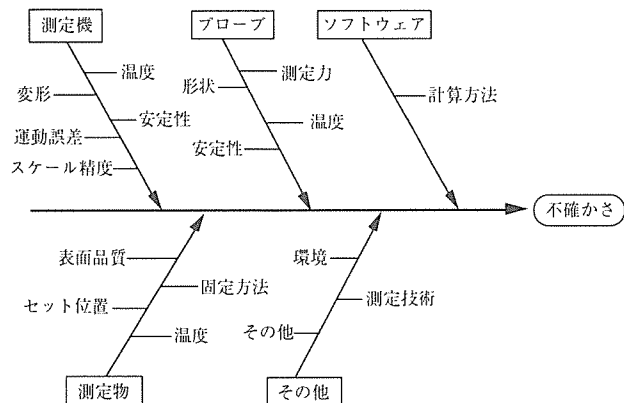 測定機
プローブ
ソフトウェア
温度
変形
安定性
運動誤差
スケール精度
測定力
形状
温度
安定性
計算方法
不確かさ
表面品質
固定方法
セット位置
温度
測定物
環境
測定技術
その他
その他